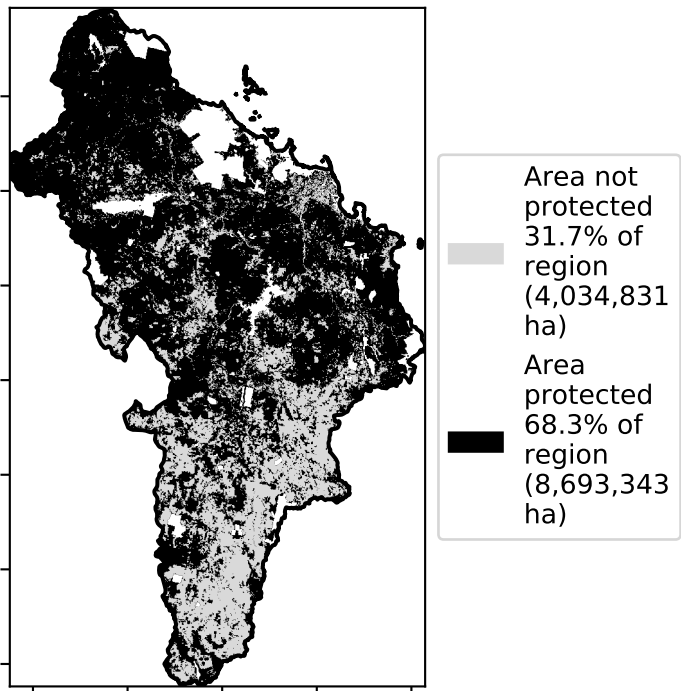 Area not
protected
31.7% of
region
(4,034,831
ha)
Area
protected
68.3% of
region
(8,693,343
ha)